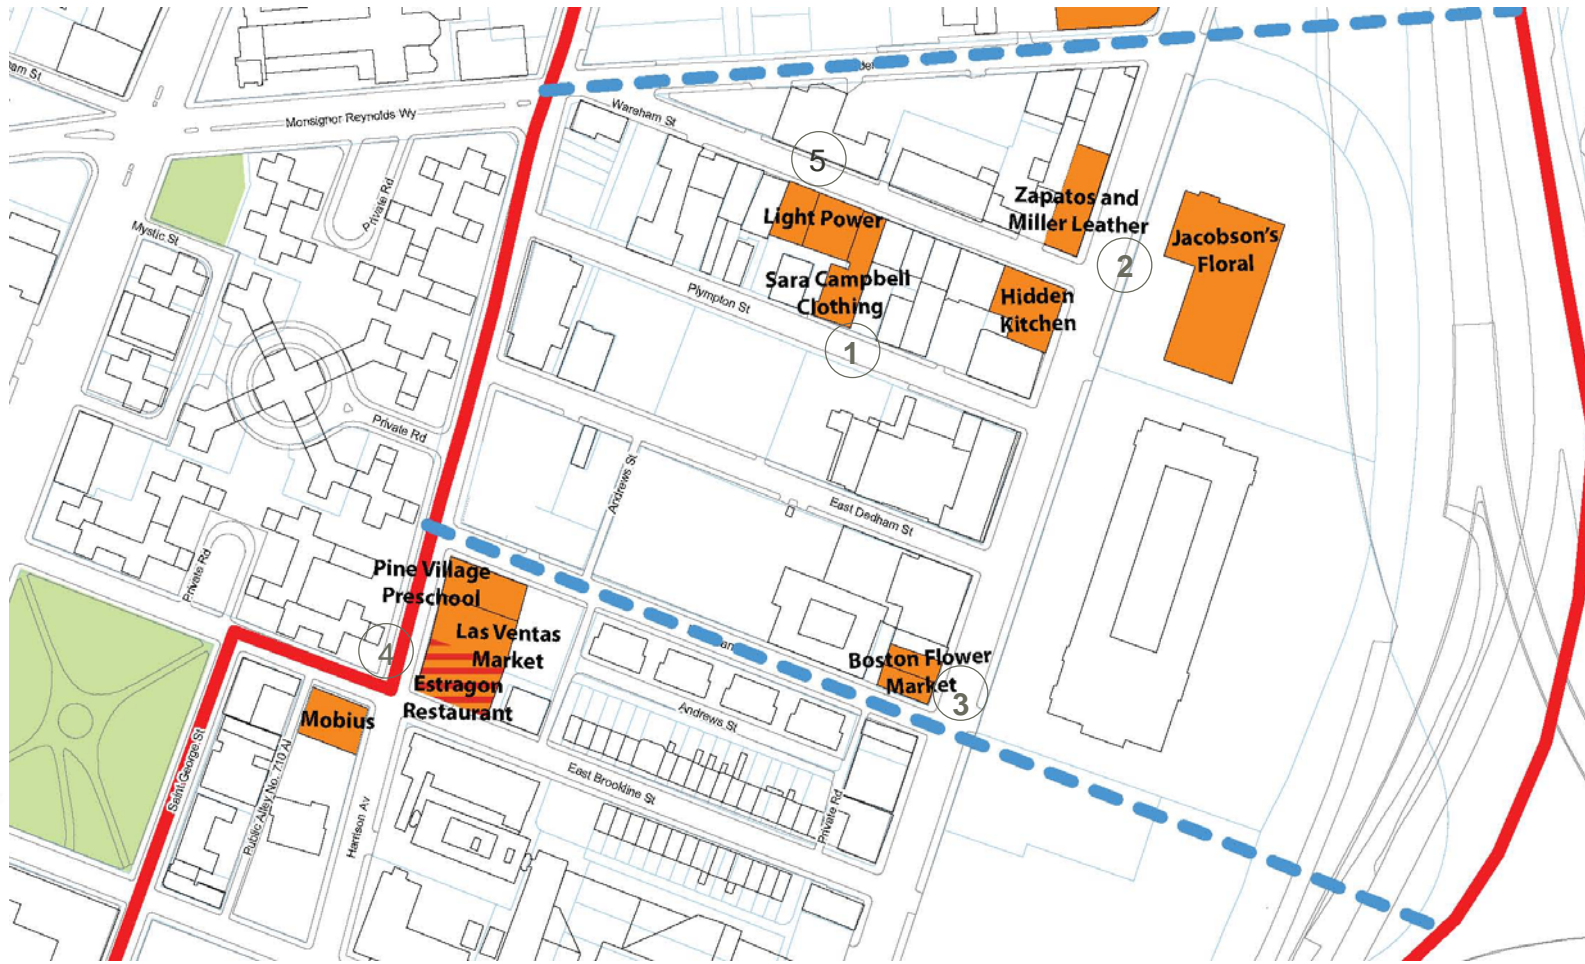 Wareham St
Monsignor Reynolds Wy
Private Rd
Mystic St
5
Light Power
Zapatos and
Miller Leather
2
Jacobson's
Floral
Sara Campbell
Clothing
Hidden
Kitchen
Plympton St
1
Private Rd
Andrews St
East Dedham St
Private Rd
Pine Village
Preschool
Las Ventas
Market
4
Estragon
Restaurant
Boston Flower
Market
3
Mobius
Andrews St
Saint George St
Public Alley No. 710 Al
Harrison Av
East Brookline St
Private Rd